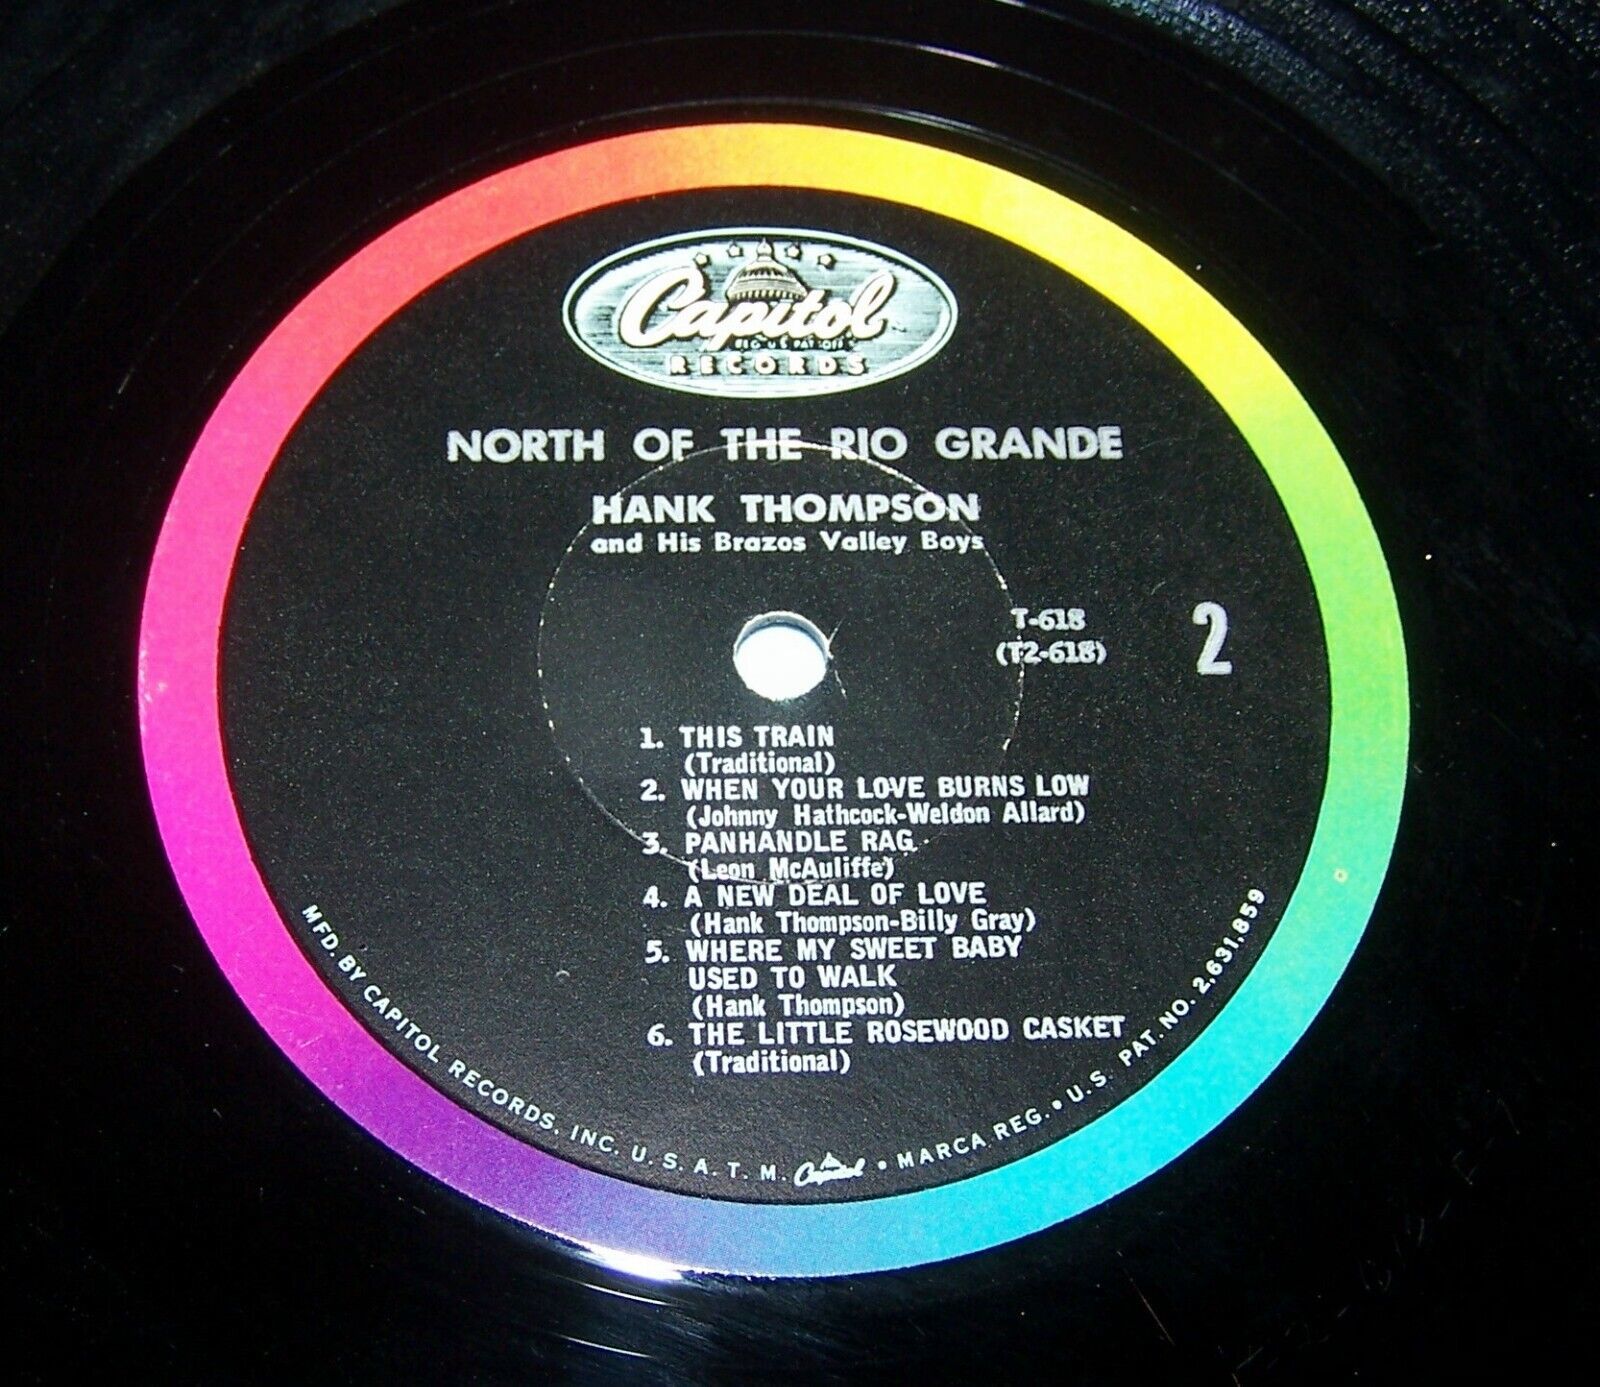 Capitol
REG. U.S. PAT. OFF.
RECORDS
NORTH OF THE RIO GRANDE
HANK THOMPSON
and His Brazos Valley Boys
T-618
(T2-618)
2
1. THIS TRAIN
(Traditional)
2. WHEN YOUR LOVE BURNS LOW
(Johnny Hathcock-Weldon Allard)
3. PANHANDLE RAG
(Leon McAuliffe)
4. A NEW DEAL OF LOVE
(Hank Thompson-Billy Gray)
5. WHERE MY SWEET BABY
USED TO WALK
(Hank Thompson)
6. THE LITTLE ROSEWOOD CASKET
(Traditional)
MFD. BY CAPITOL RECORDS, INC. U. S. A. T. M. Capitol • MARCA REG. • U.S. PAT. NO. 2,631,859